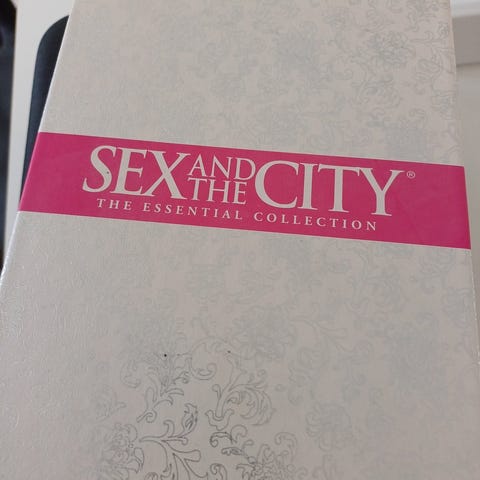 SEX AND THE CITY®
THE ESSENTIAL COLLECTION